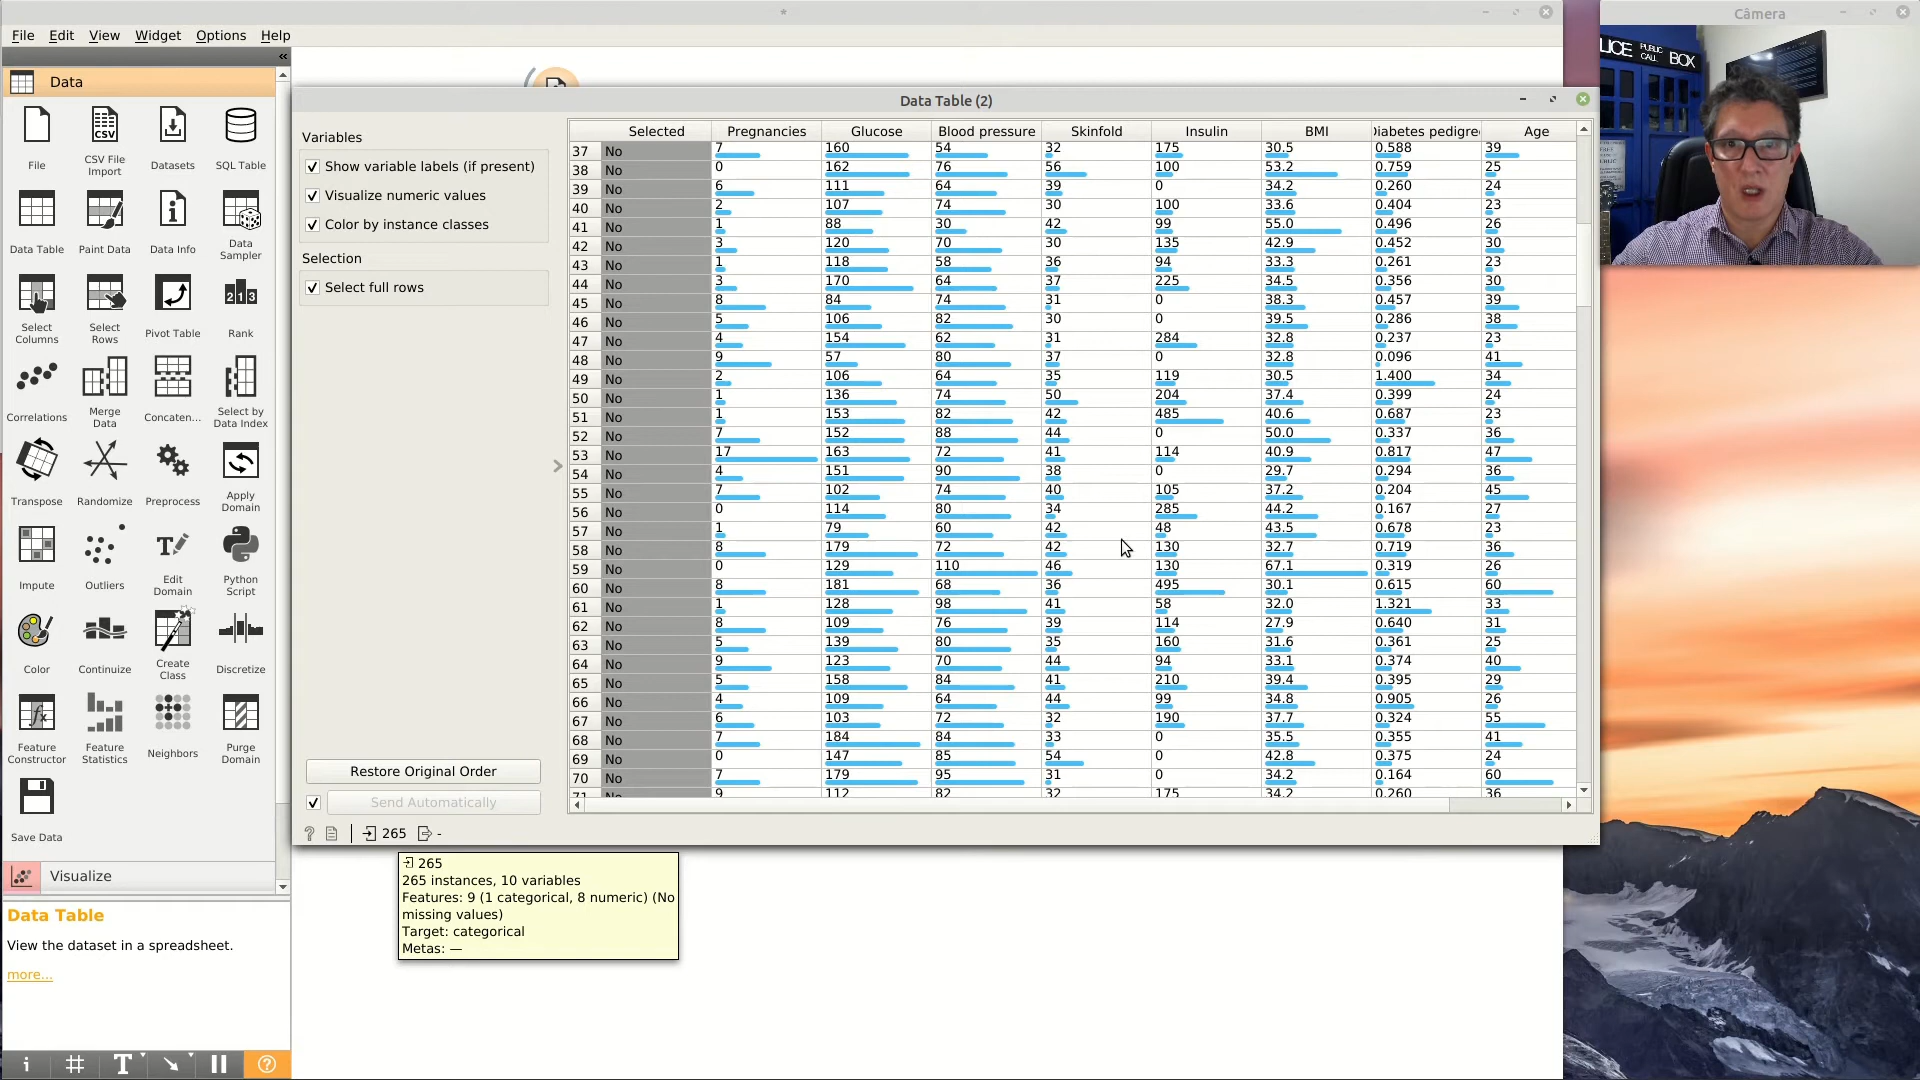 *
Câmera
File Edit View Widget Options Help
LICE PUBLIC CALL BOX
Data
File
CSV File Import
Datasets
SQL Table
Data Table
Paint Data
Data Info
Data Sampler
Select Columns
Select Rows
Pivot Table
Rank
Correlations
Merge Data
Concaten...
Select by Data Index
Transpose
Randomize
Preprocess
Apply Domain
Impute
Outliers
Edit Domain
Python Script
Color
Continuize
Create Class
Discretize
Feature Constructor
Feature Statistics
Neighbors
Purge Domain
Save Data
Visualize
Data Table
View the dataset in a spreadsheet.
more...
Data Table (2)
Variables
Show variable labels (if present)
Visualize numeric values
Color by instance classes
Selection
Select full rows
Restore Original Order
Send Automatically
265 -
Selected Pregnancies Glucose Blood pressure Skinfold Insulin BMI Diabetes pedigre Age
37 No 7 160 54 32 175 30.5 0.588 39
38 No 0 162 76 56 100 53.2 0.759 25
39 No 6 111 64 39 0 34.2 0.260 24
40 No 2 107 74 30 100 33.6 0.404 23
41 No 1 88 30 42 99 55.0 0.496 26
42 No 3 120 70 30 135 42.9 0.452 30
43 No 1 118 58 36 94 33.3 0.261 23
44 No 3 170 64 37 225 34.5 0.356 30
45 No 8 84 74 31 0 38.3 0.457 39
46 No 5 106 82 30 0 39.5 0.286 38
47 No 4 154 62 31 284 32.8 0.237 23
48 No 9 57 80 37 0 32.8 0.096 41
49 No 2 106 64 35 119 30.5 1.400 34
50 No 1 136 74 50 204 37.4 0.399 24
51 No 1 153 82 42 485 40.6 0.687 23
52 No 7 152 88 44 0 50.0 0.337 36
53 No 17 163 72 41 114 40.9 0.817 47
54 No 4 151 90 38 0 29.7 0.294 36
55 No 7 102 74 40 105 37.2 0.204 45
56 No 0 114 80 34 285 44.2 0.167 27
57 No 1 79 60 42 48 43.5 0.678 23
58 No 8 179 72 42 130 32.7 0.719 36
59 No 0 129 110 46 130 67.1 0.319 26
60 No 8 181 68 36 495 30.1 0.615 60
61 No 1 128 98 41 58 32.0 1.321 33
62 No 8 109 76 39 114 27.9 0.640 31
63 No 5 139 80 35 160 31.6 0.361 25
64 No 9 123 70 44 94 33.1 0.374 40
65 No 5 158 84 41 210 39.4 0.395 29
66 No 4 109 64 44 99 34.8 0.905 26
67 No 6 103 72 32 190 37.7 0.324 55
68 No 7 184 84 33 0 35.5 0.355 41
69 No 0 147 85 54 0 42.8 0.375 24
70 No 7 179 95 31 0 34.2 0.164 60
71 No 9 112 82 32 175 34.2 0.260 36
265
265 instances, 10 variables
Features: 9 (1 categorical, 8 numeric) (No
missing values)
Target: categorical
Metas: —